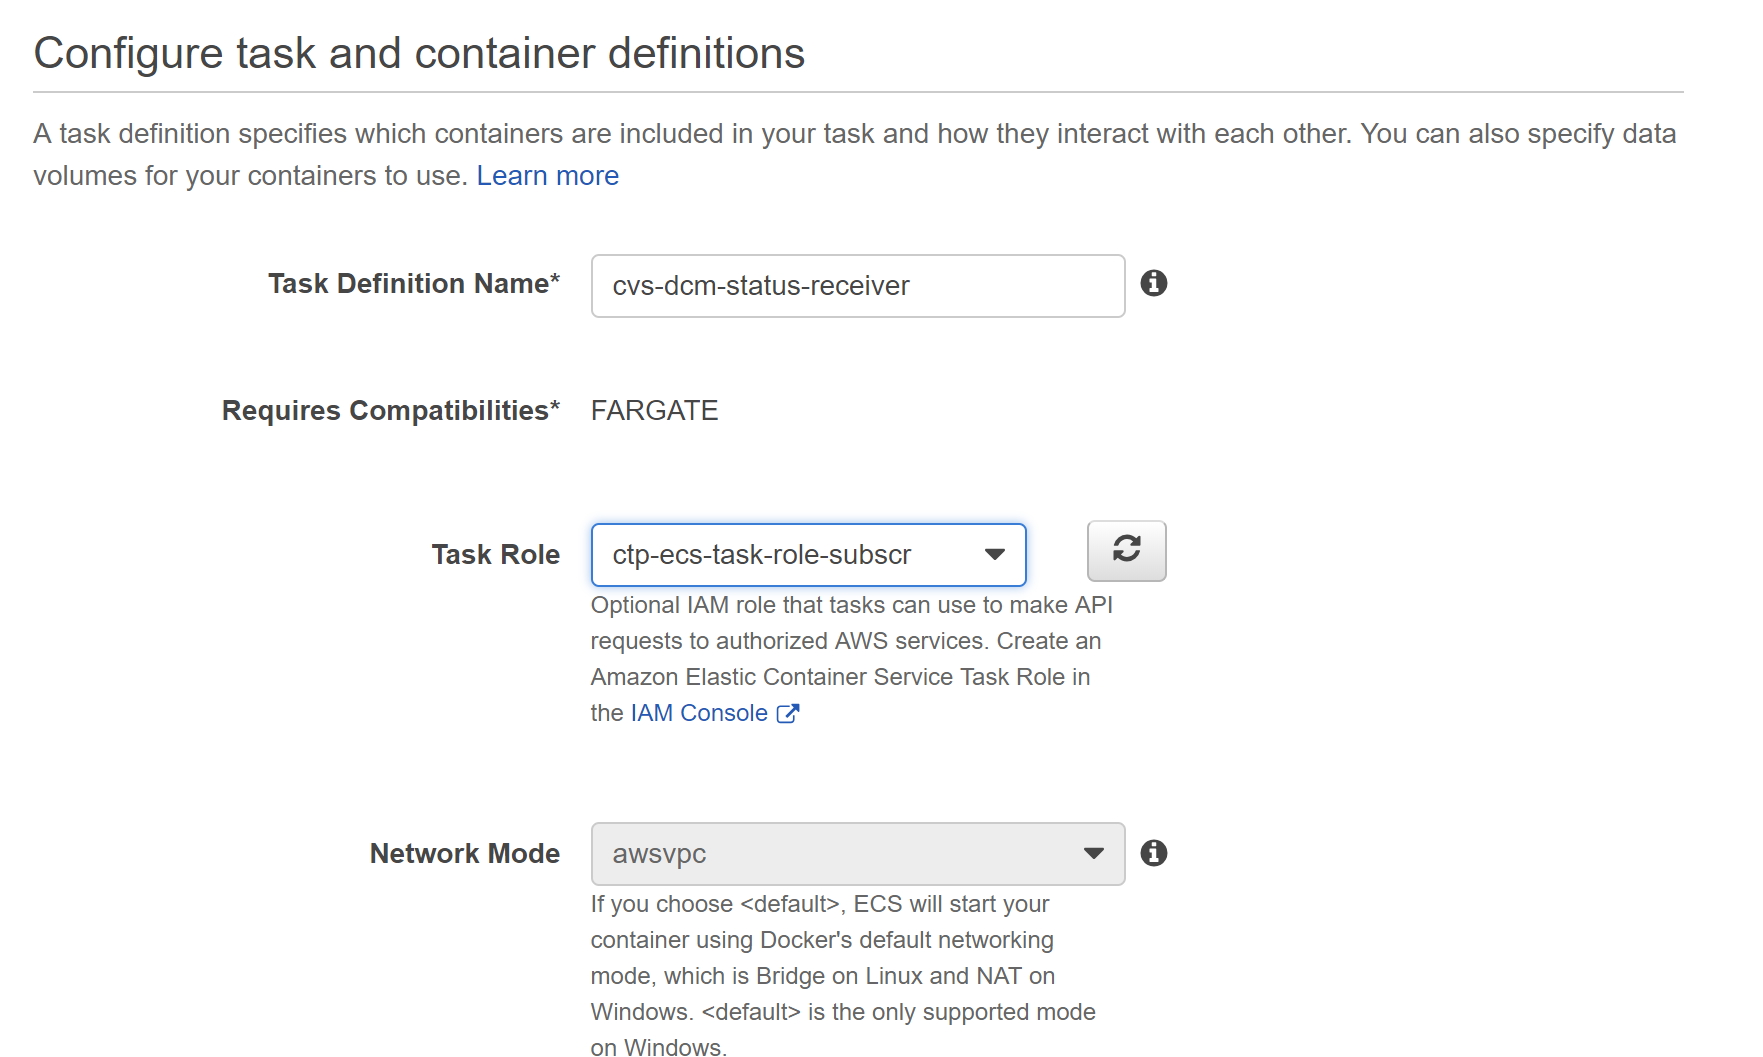 Configure task and container definitions
A task definition specifies which containers are included in your task and how they interact with each other. You can also specify data
volumes for your containers to use. Learn more
Task Definition Name* cvs-dcm-status-receiver
Requires Compatibilities* FARGATE
Task Role ctp-ecs-task-role-subscr
Optional IAM role that tasks can use to make API
requests to authorized AWS services. Create an
Amazon Elastic Container Service Task Role in
the IAM Console
Network Mode awsvpc
If you choose <default>, ECS will start your
container using Docker's default networking
mode, which is Bridge on Linux and NAT on
Windows. <default> is the only supported mode
on Windows.